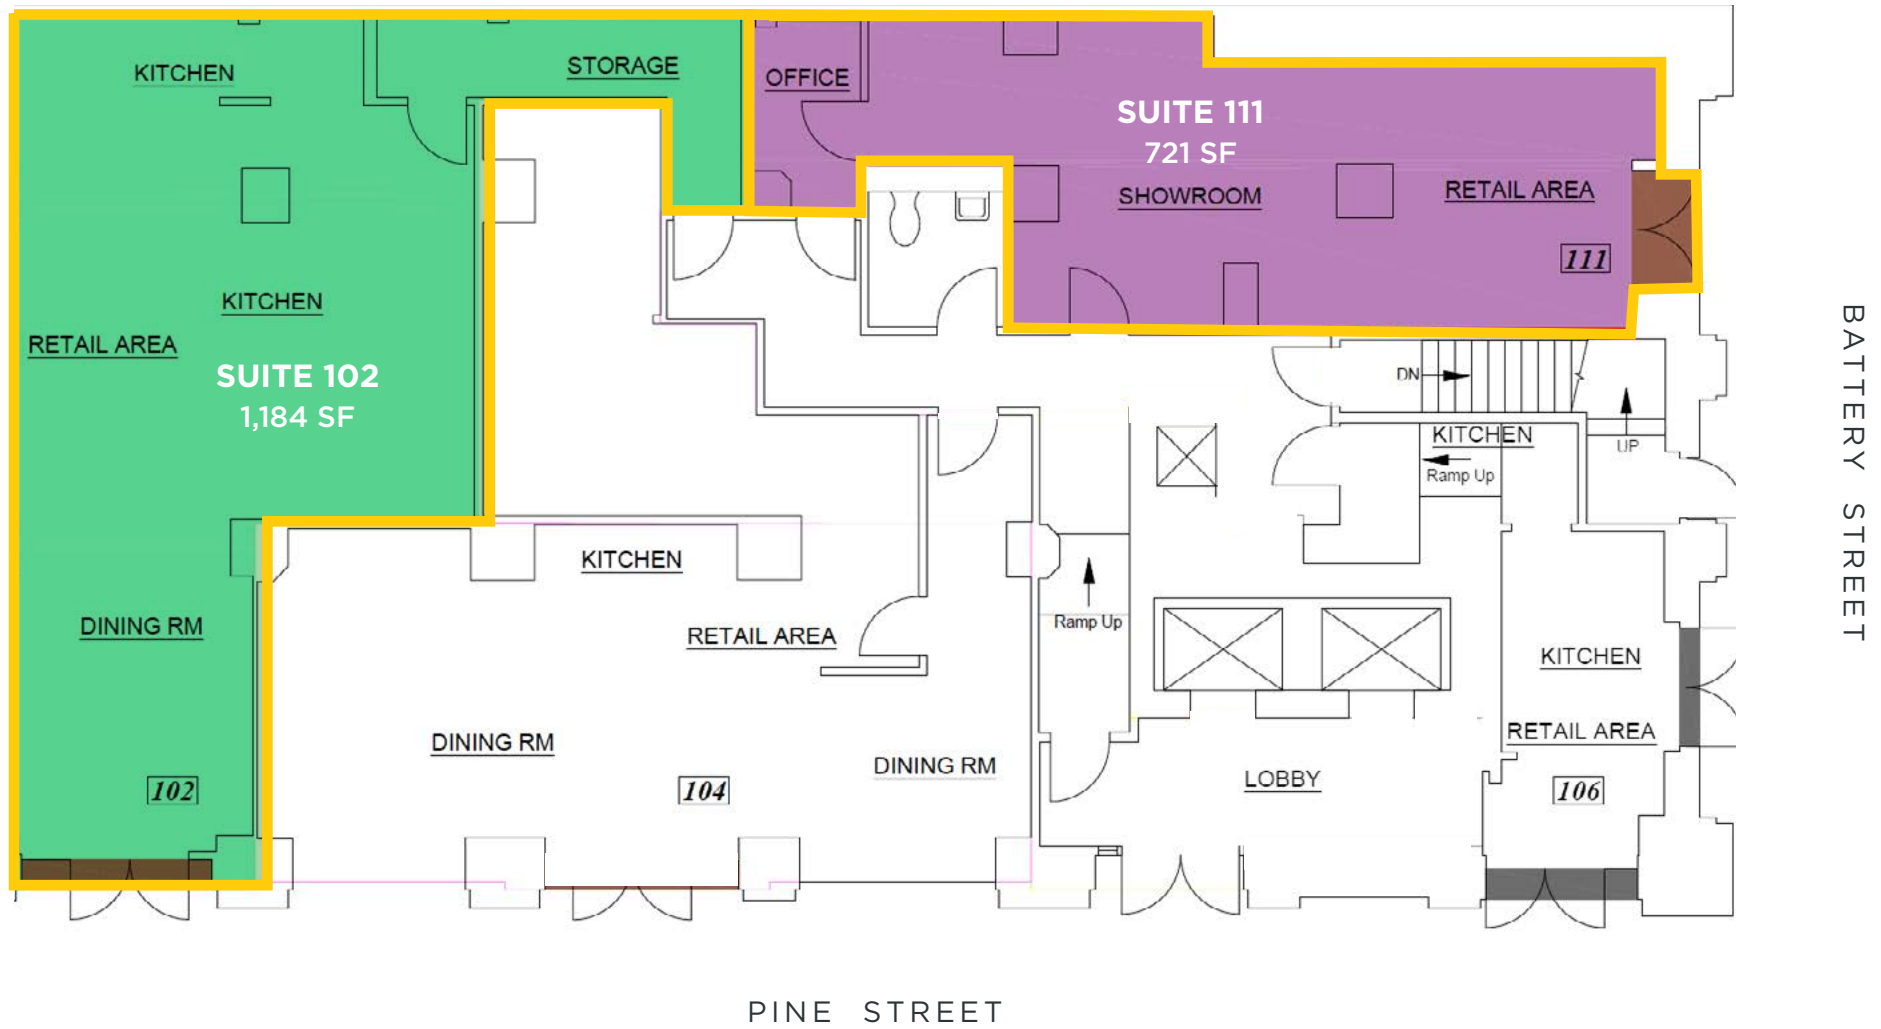 KITCHEN
STORAGE
OFFICE
SUITE 111
721 SF
SHOWROOM
RETAIL AREA
111
KITCHEN
RETAIL AREA
SUITE 102
1,184 SF
DINING RM
102
KITCHEN
RETAIL AREA
DINING RM
DINING RM
104
DN
UP
KITCHEN
Ramp Up
Ramp Up
LOBBY
KITCHEN
RETAIL AREA
106
BATTERY STREET
PINE STREET